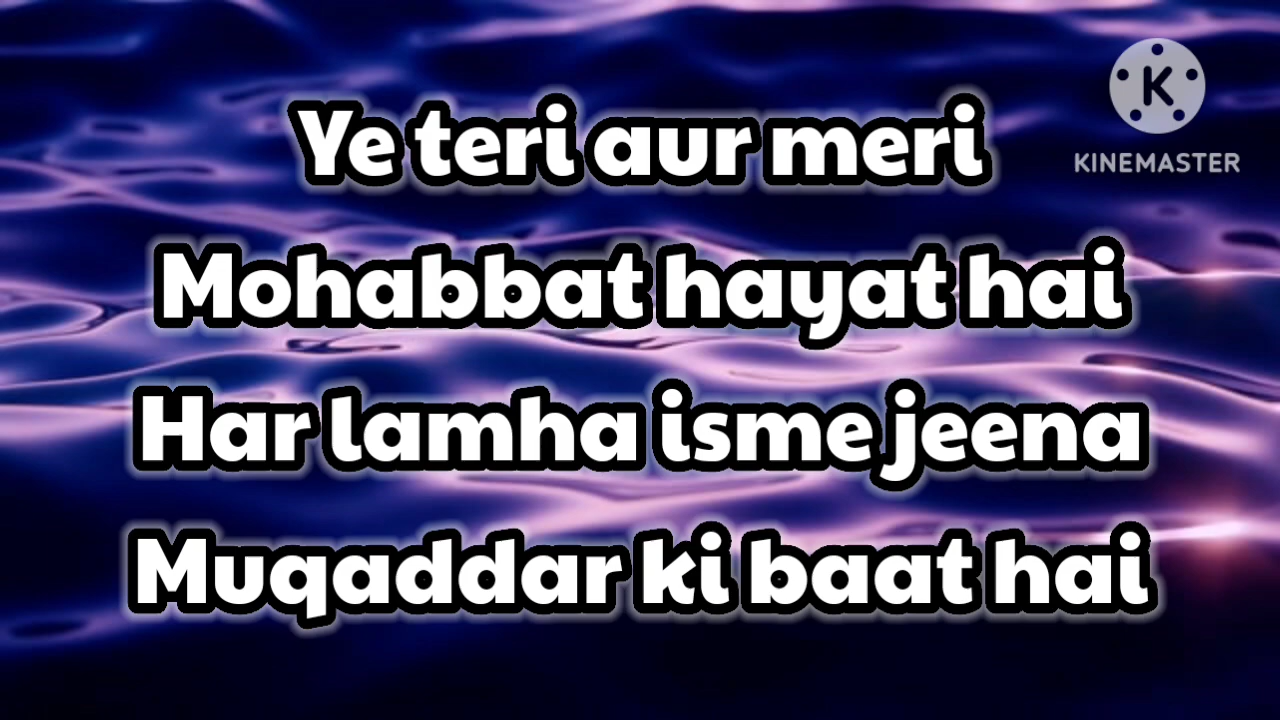 Ye teri aur meri
Mohabbat hayat hai
Har lamha isme jeena
Muqaddar ki baat hai
K
KINEMASTER